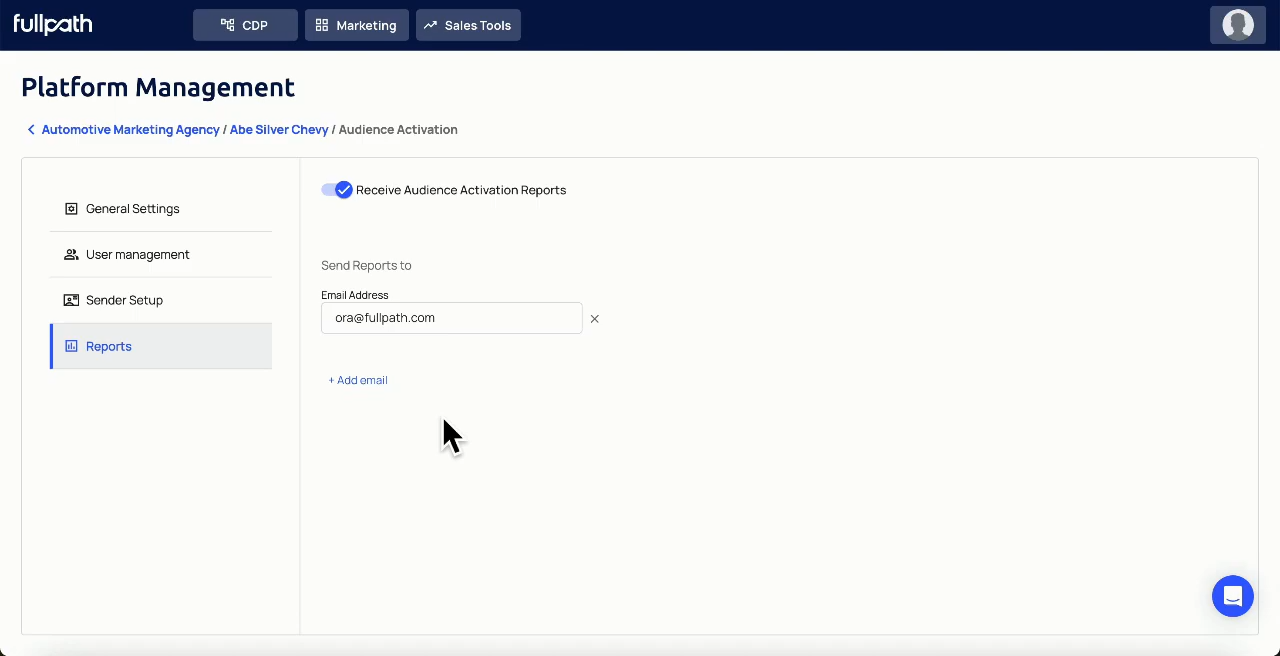 fullpath
CDP
Marketing
Sales Tools
Platform Management
Automotive Marketing Agency / Abe Silver Chevy / Audience Activation
General Settings
User management
Sender Setup
Reports
Receive Audience Activation Reports
Send Reports to
Email Address
ora@fullpath.com
+ Add email